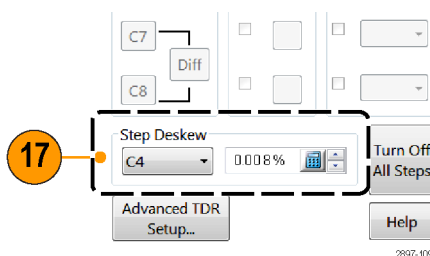 C7
Diff
C8
17
Step Deskew
C4
0008%
Turn Off
All Steps
Advanced TDR
Setup...
Help